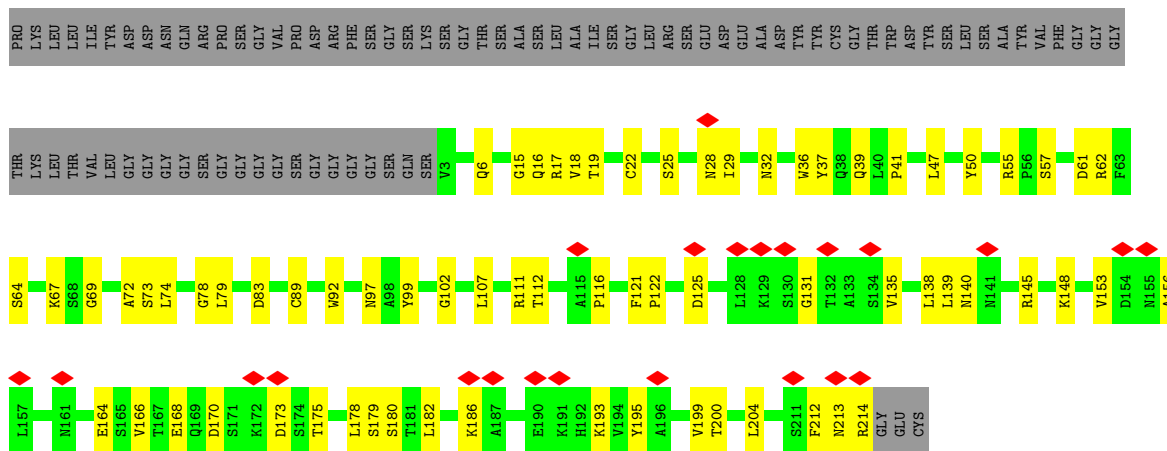 PRO LYS LEU LEU ILE TYR ASP ASP ASN GLN ARG PRO SER GLY VAL PRO ASP ARG PHE SER GLY SER LYS SER GLY THR SER ALA SER LEU ALA ILE SER GLY LEU ARG SER GLU ASP GLU ALA ASP TYR TYR CYS GLY THR TRP ASP TYR SER LEU SER ALA TYR VAL PHE GLY GLY GLY
THR LYS LEU THR VAL LEU GLY GLY GLY GLY SER GLY GLY GLY GLY SER GLY GLY GLY GLY SER GLN SER V3 Q6 G15 Q16 R17 V18 T19 C22 S25 N28 I29 N32 W36 Y37 Q38 Q39 L40 P41 L47 Y50 R55 P56 S57 D61 R62 F63
S64 K67 T68 G69 A72 S73 L74 G78 L79 D83 C89 W92 N97 A98 Y99 G102 L107 R111 T112 A115 P116 F121 P122 D125 L128 K129 S130 G131 T132 A133 S134 V135 L138 L139 N140 N141 R145 K148 V153 D154 N155 A156
L157 N161 E164 S165 V166 T167 E168 Q169 D170 S171 K172 D173 S174 T175 L178 S179 S180 T181 L182 K186 A187 E190 K191 H192 K193 V194 Y195 A196 V199 T200 L204 S211 F212 N213 R214 GLY GLU CYS